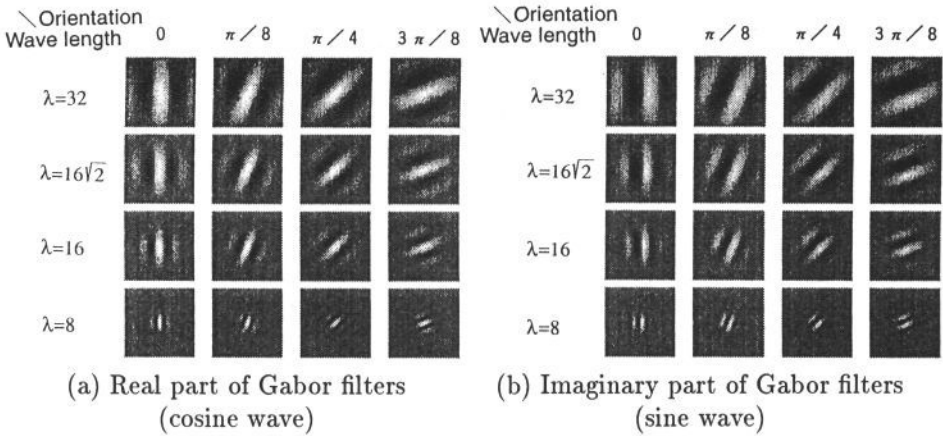 \Orientation
Wave length 0 π/8 π/4 3π/8
λ=32
λ=16√2
λ=16
λ=8
(a) Real part of Gabor filters
(cosine wave)
\Orientation
Wave length 0 π/8 π/4 3π/8
λ=32
λ=16√2
λ=16
λ=8
(b) Imaginary part of Gabor filters
(sine wave)